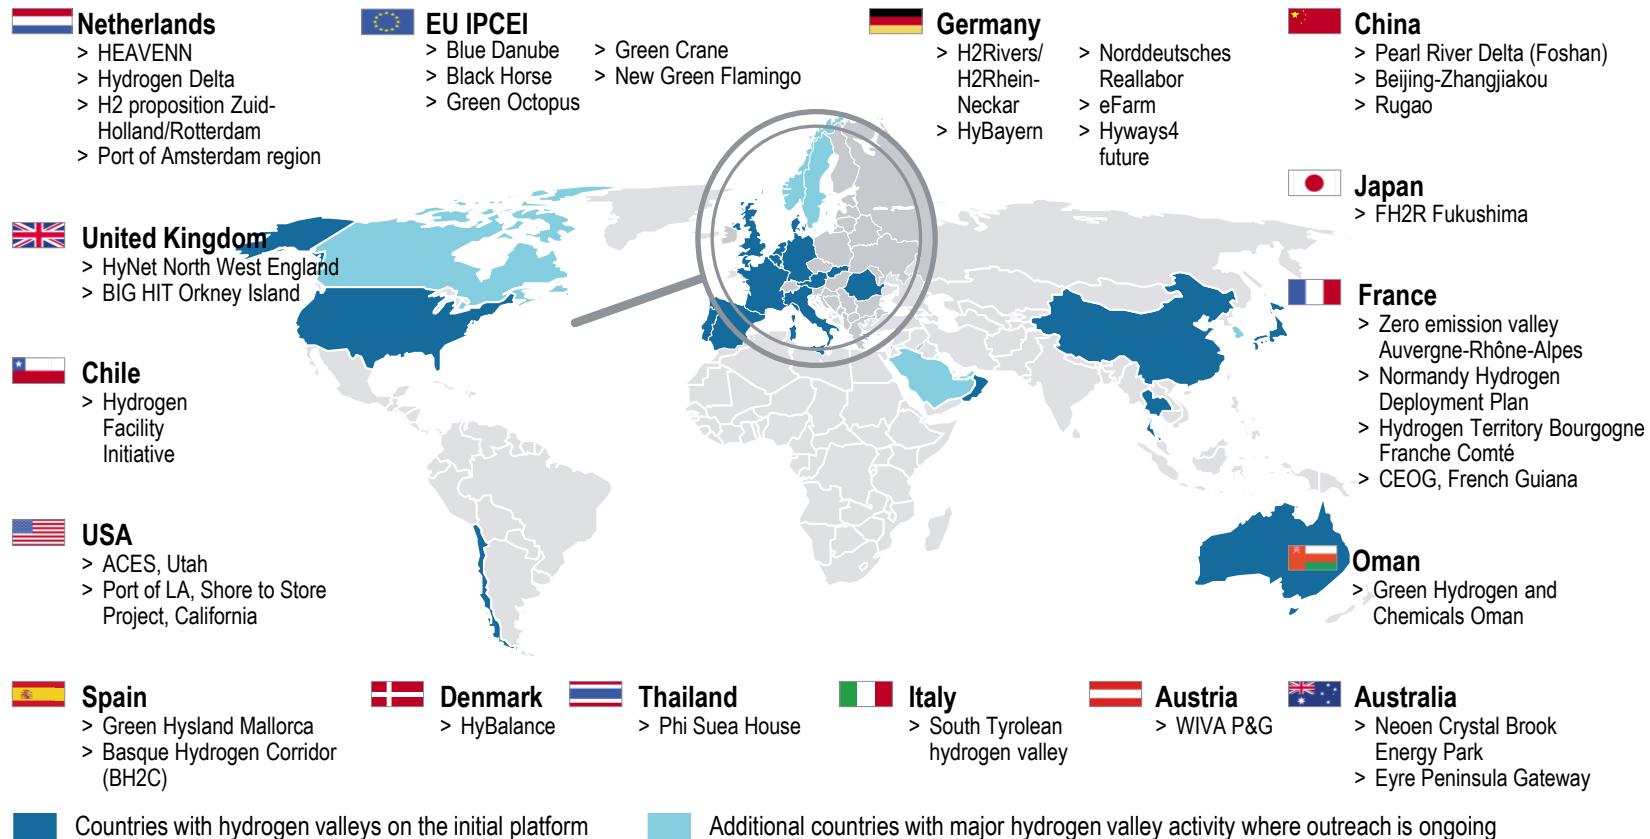 Netherlands
> HEAVENN
> Hydrogen Delta
> H2 proposition Zuid-
Holland/Rotterdam
> Port of Amsterdam region
EU IPCEI
> Blue Danube
> Black Horse
> Green Octopus
> Green Crane
> New Green Flamingo
Germany
> H2Rivers/
H2Rhein-
Neckar
> HyBayern
> Norddeutsches
Reallabor
> eFarm
> Hyways4
future
China
> Pearl River Delta (Foshan)
> Beijing-Zhangjiakou
> Rugao
Japan
> FH2R Fukushima
United Kingdom
> HyNet North West England
> BIG HIT Orkney Island
France
> Zero emission valley
Auvergne-Rhône-Alpes
> Normandy Hydrogen
Deployment Plan
> Hydrogen Territory Bourgogne
Franche Comté
> CEOG, French Guiana
Chile
> Hydrogen
Facility
Initiative
USA
> ACES, Utah
> Port of LA, Shore to Store
Project, California
Oman
> Green Hydrogen and
Chemicals Oman
Spain
> Green Hysland Mallorca
> Basque Hydrogen Corridor
(BH2C)
Denmark
> HyBalance
Thailand
> Phi Suea House
Italy
> South Tyrolean
hydrogen valley
Austria
> WIVA P&G
Australia
> Neoen Crystal Brook
Energy Park
> Eyre Peninsula Gateway
Countries with hydrogen valleys on the initial platform
Additional countries with major hydrogen valley activity where outreach is ongoing